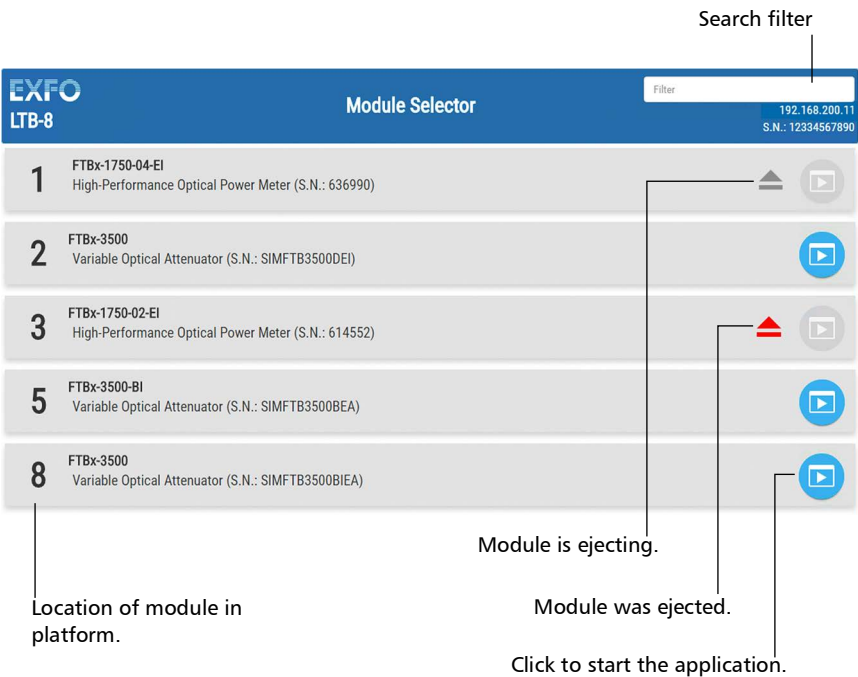 Search filter
EXFO
LTB-8
Module Selector
Filter
192.168.200.11
S.N.: 12334567890
1
FTBx-1750-04-EI
High-Performance Optical Power Meter (S.N.: 636990)
2
FTBx-3500
Variable Optical Attenuator (S.N.: SIMFTB3500DEI)
3
FTBx-1750-02-EI
High-Performance Optical Power Meter (S.N.: 614552)
5
FTBx-3500-BI
Variable Optical Attenuator (S.N.: SIMFTB3500BEA)
8
FTBx-3500
Variable Optical Attenuator (S.N.: SIMFTB3500BIEA)
Module is ejecting.
Location of module in
platform.
Module was ejected.
Click to start the application.